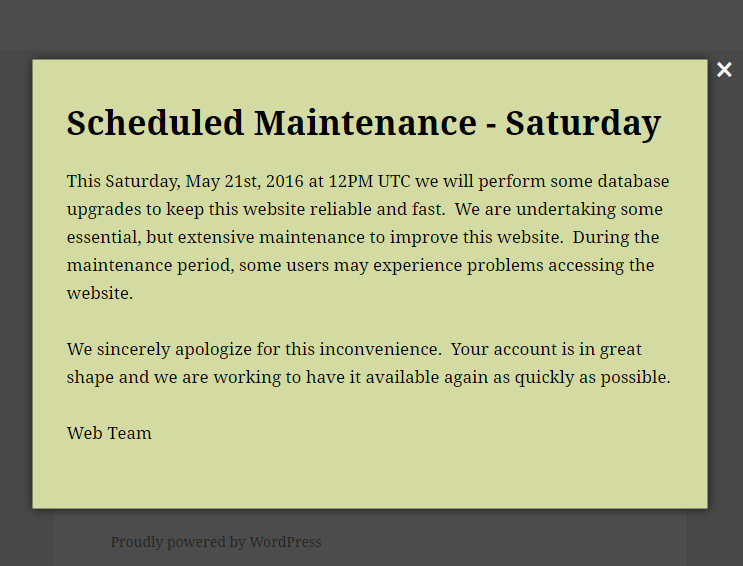 Scheduled Maintenance - Saturday
This Saturday, May 21st, 2016 at 12PM UTC we will perform some database
upgrades to keep this website reliable and fast.  We are undertaking some
essential, but extensive maintenance to improve this website.  During the
maintenance period, some users may experience problems accessing the
website.
We sincerely apologize for this inconvenience.  Your account is in great
shape and we are working to have it available again as quickly as possible.
Web Team
Proudly powered by WordPress